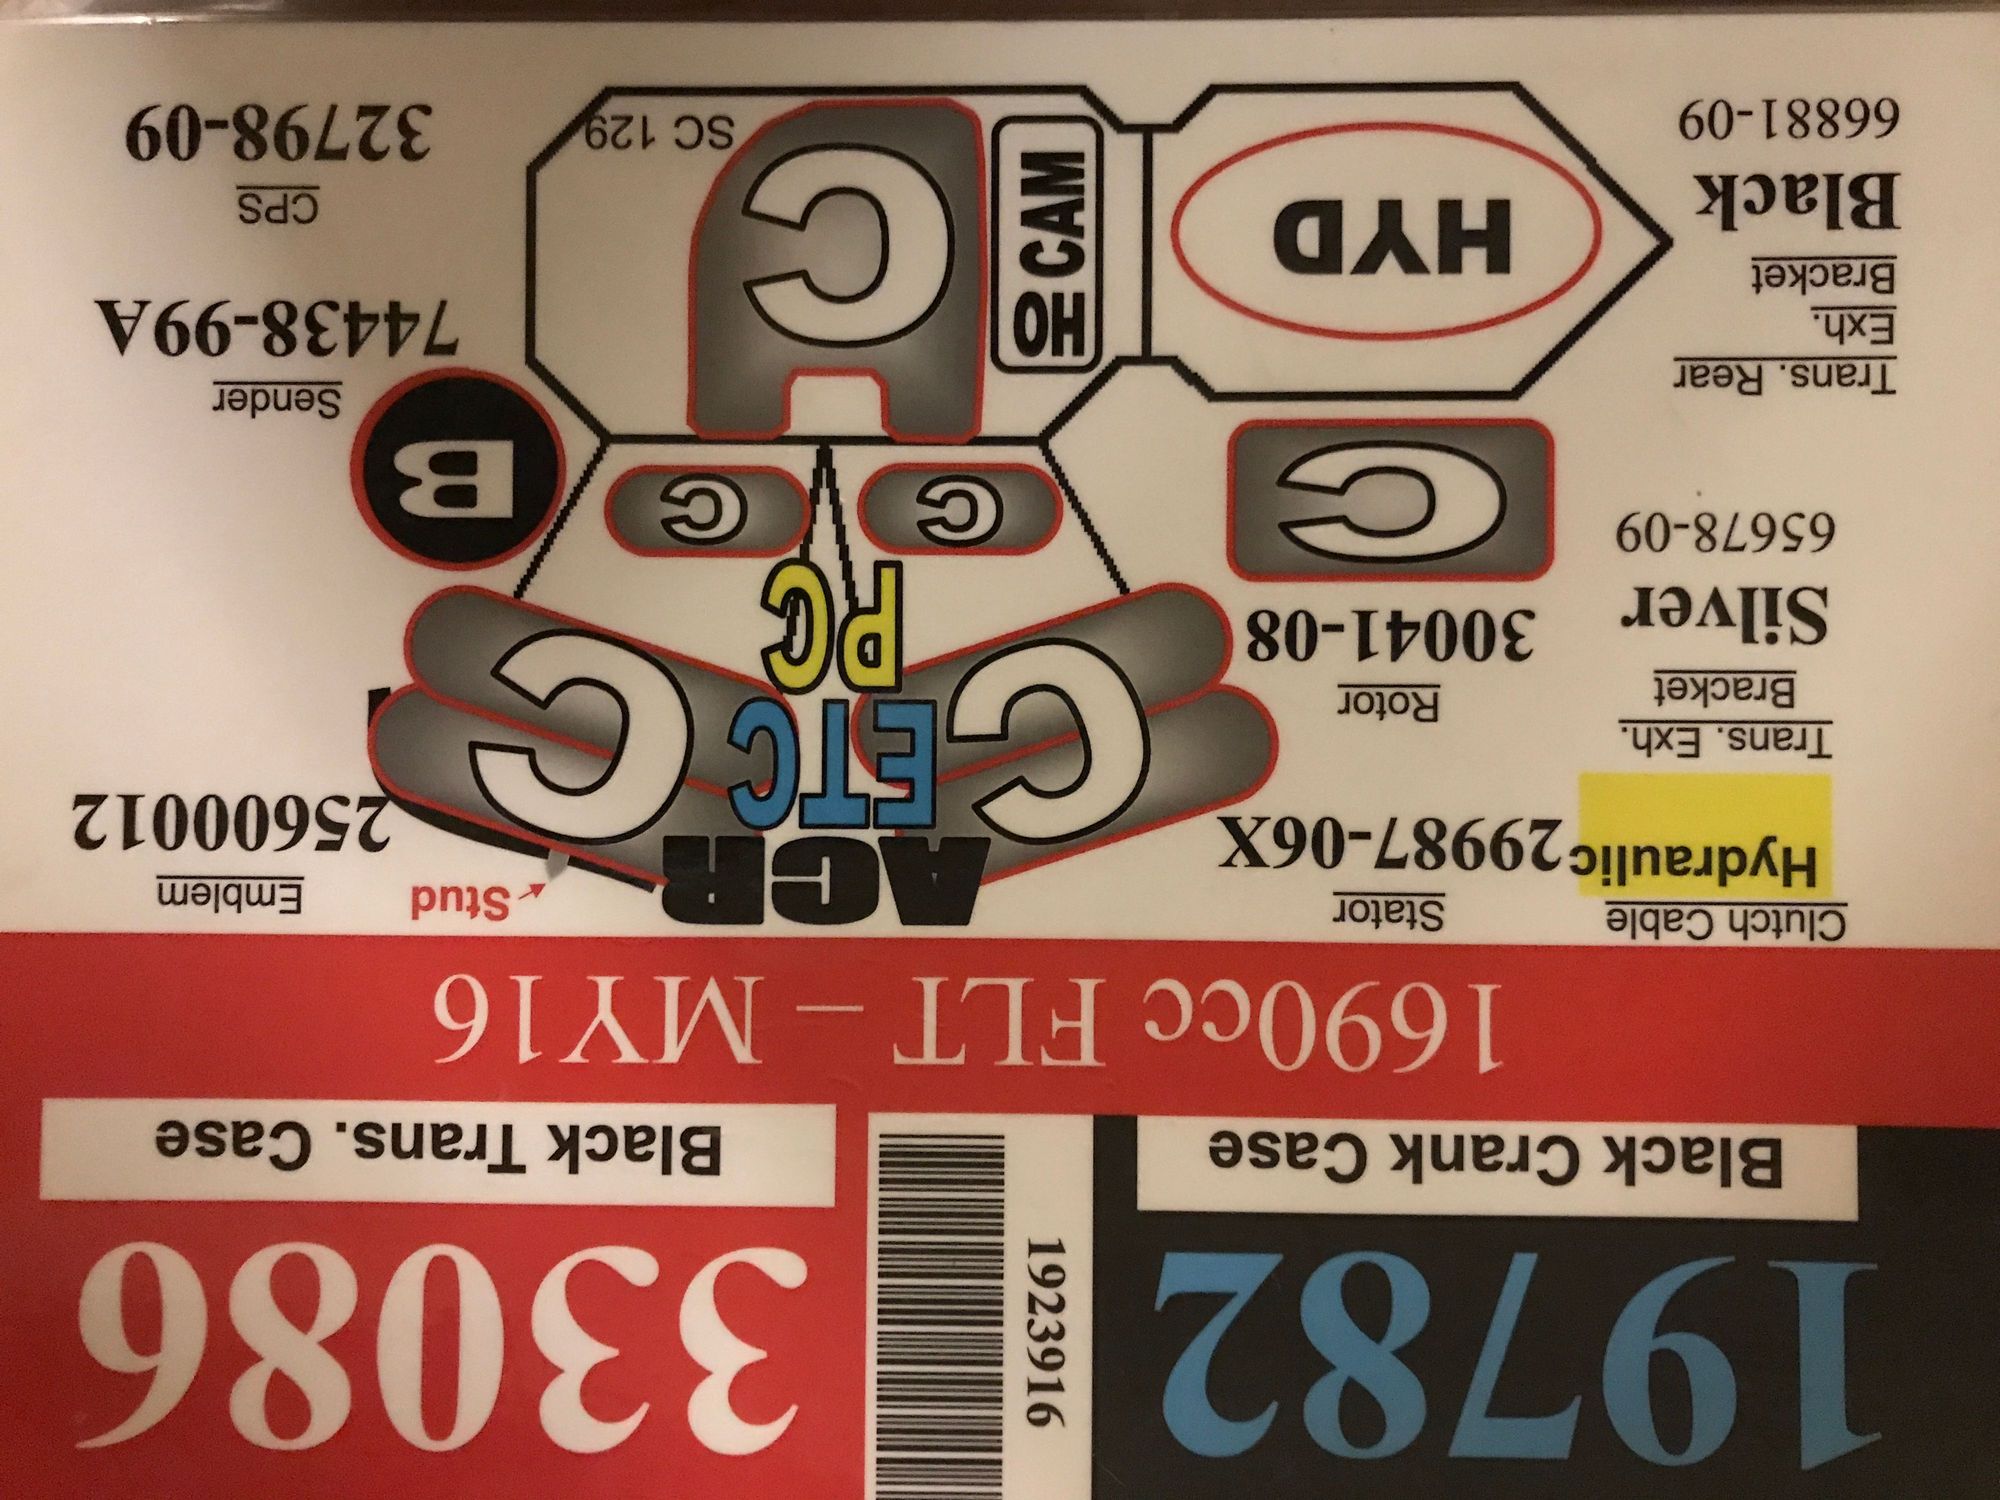 19782
1923916
33086
Black Crank Case
Black Trans. Case
1690cc FLT – MY16
Clutch Cable
Hydraulic
Trans. Exh.
Bracket
Silver
65678-09
Trans. Rear
Exh.
Bracket
Black
66881-09
Stator
29987-06X
Rotor
30041-08
C
HYD
ACR
ETC
PC
C
C
C
C
OH CAM
C
SC 129
Stud
Emblem
25600012
B
Sender
74438-99A
CPS
32798-09